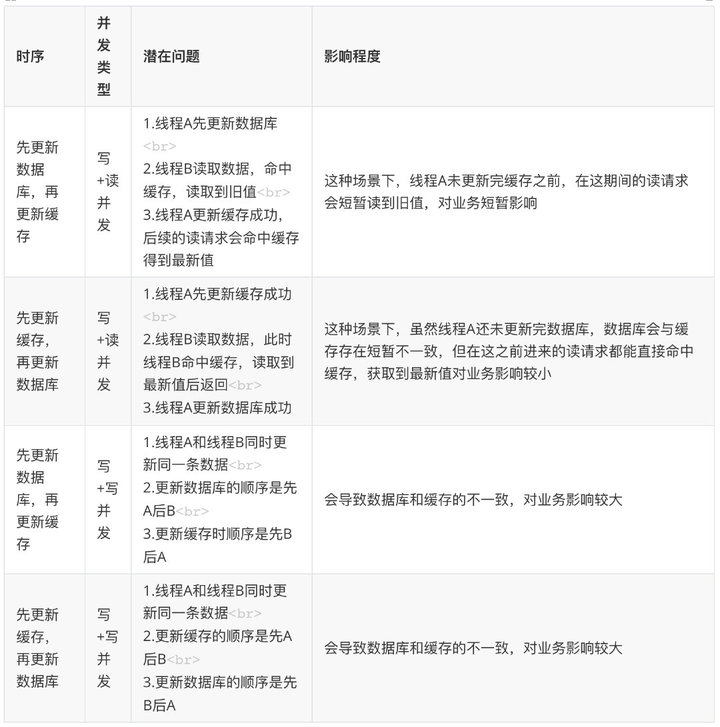 时序
并
发
类
型
潜在问题
影响程度
先更新
数据
库，再
更新缓
存
写
+读
并
发
1.线程A先更新数据库
<br>
2.线程B读取数据，命中
缓存，读取到旧值<br>
3.线程A更新缓存成功，
后续的读请求会命中缓存
得到最新值
这种场景下，线程A未更新完缓存之前，在这期间的读请求
会短暂读到旧值，对业务短暂影响
先更新
缓存，
再更新
数据库
写
+读
并
发
1.线程A先更新缓存成功
<br>
2.线程B读取数据，此时
线程B命中缓存，读取到
最新值后返回<br>
3.线程A更新数据库成功
这种场景下，虽然线程A还未更新完数据库，数据库会与缓
存存在短暂不一致，但在这之前进来的读请求都能直接命中
缓存，获取到最新值对业务影响较小
先更新
数据
库，再
更新缓
存
写
+写
并
发
1.线程A和线程B同时更
新同一条数据<br>
2.更新数据库的顺序是先
A后B<br>
3.更新缓存时顺序是先B
后A
会导致数据库和缓存的不一致，对业务影响较大
先更新
缓存，
再更新
数据库
写
+写
并
发
1.线程A和线程B同时更
新同一条数据<br>
2.更新缓存的顺序是先A
后B<br>
3.更新数据库的顺序是先
B后A
会导致数据库和缓存的不一致，对业务影响较大